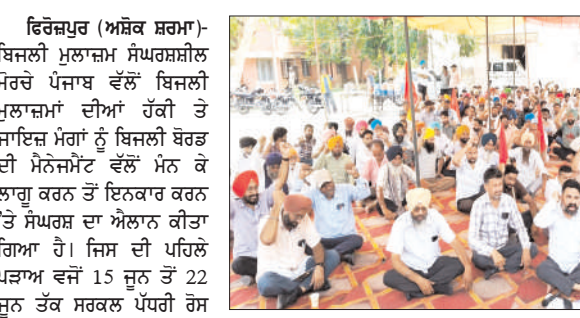 ਫਿਰੋਜ਼ਪੁਰ (ਅਸ਼ੋਕ ਸ਼ਰਮਾ)-
ਬਿਜਲੀ ਮੁਲਾਜ਼ਮ ਸੰਘਰਸ਼ਸ਼ੀਲ
ਮੋਰਚੇ ਪੰਜਾਬ ਵੱਲੋਂ ਬਿਜਲੀ
ਮੁਲਾਜ਼ਮਾਂ ਦੀਆਂ ਹੱਕੀ ਤੇ
ਜਾਇਜ਼ ਮੰਗਾਂ ਨੂੰ ਬਿਜਲੀ ਬੋਰਡ
ਦੀ ਮੈਨੇਜਮੈਂਟ ਵੱਲੋਂ ਮੰਨ ਕੇ
ਲਾਗੂ ਕਰਨ ਤੋਂ ਇਨਕਾਰ ਕਰਨ
'ਤੇ ਸੰਘਰਸ਼ ਦਾ ਐਲਾਨ ਕੀਤਾ
ਗਿਆ ਹੈ। ਜਿਸ ਦੀ ਪਹਿਲੇ
ਪੜਾਅ ਵਜੋਂ 15 ਜੂਨ ਤੋਂ 22
ਜੂਨ ਤੱਕ ਸਰਕਲ ਪੱਧਰੀ ਰੋਸ